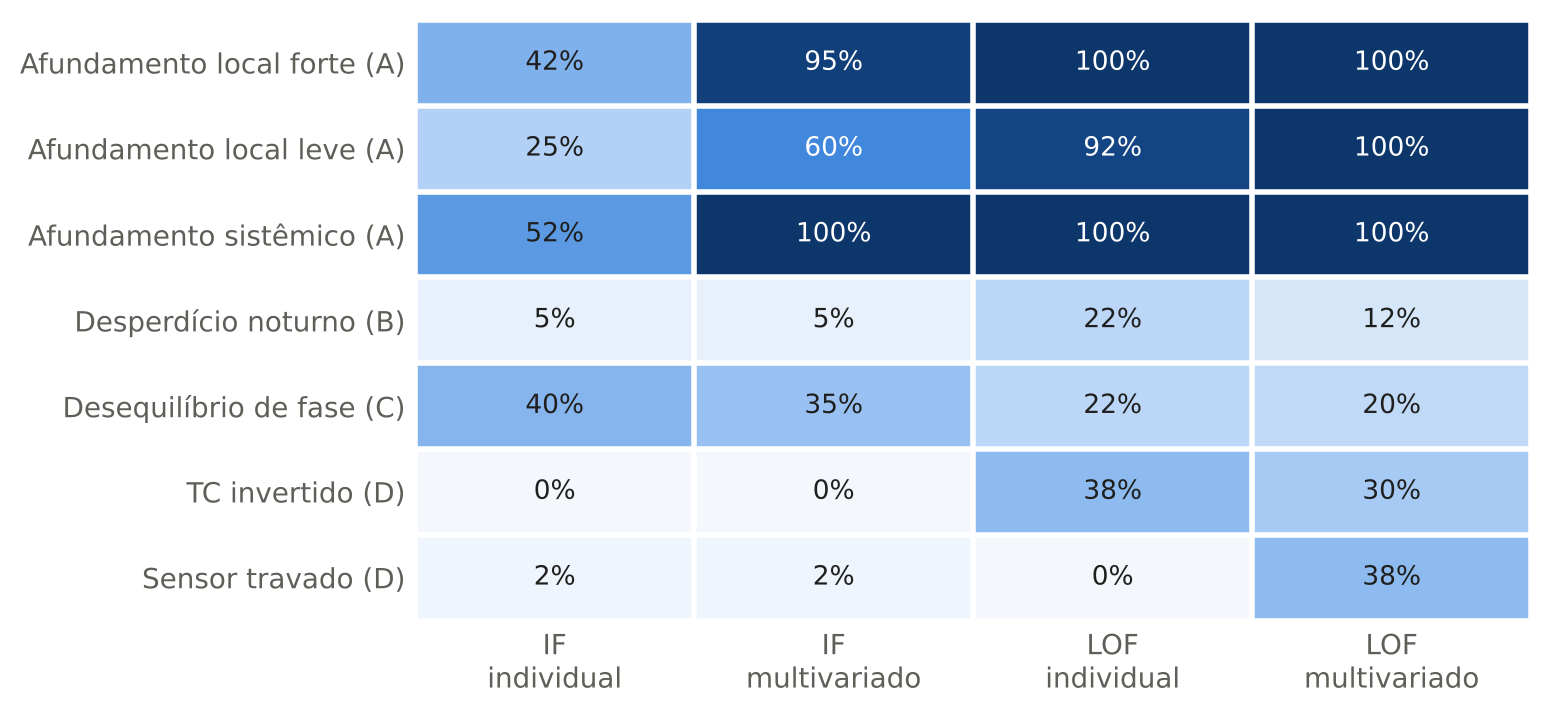 Afundamento local forte (A) 42% 95% 100% 100%
Afundamento local leve (A) 25% 60% 92% 100%
Afundamento sistêmico (A) 52% 100% 100% 100%
Desperdício noturno (B) 5% 5% 22% 12%
Desequilíbrio de fase (C) 40% 35% 22% 20%
TC invertido (D) 0% 0% 38% 30%
Sensor travado (D) 2% 2% 0% 38%
IF IF LOF LOF
individual multivariado individual multivariado